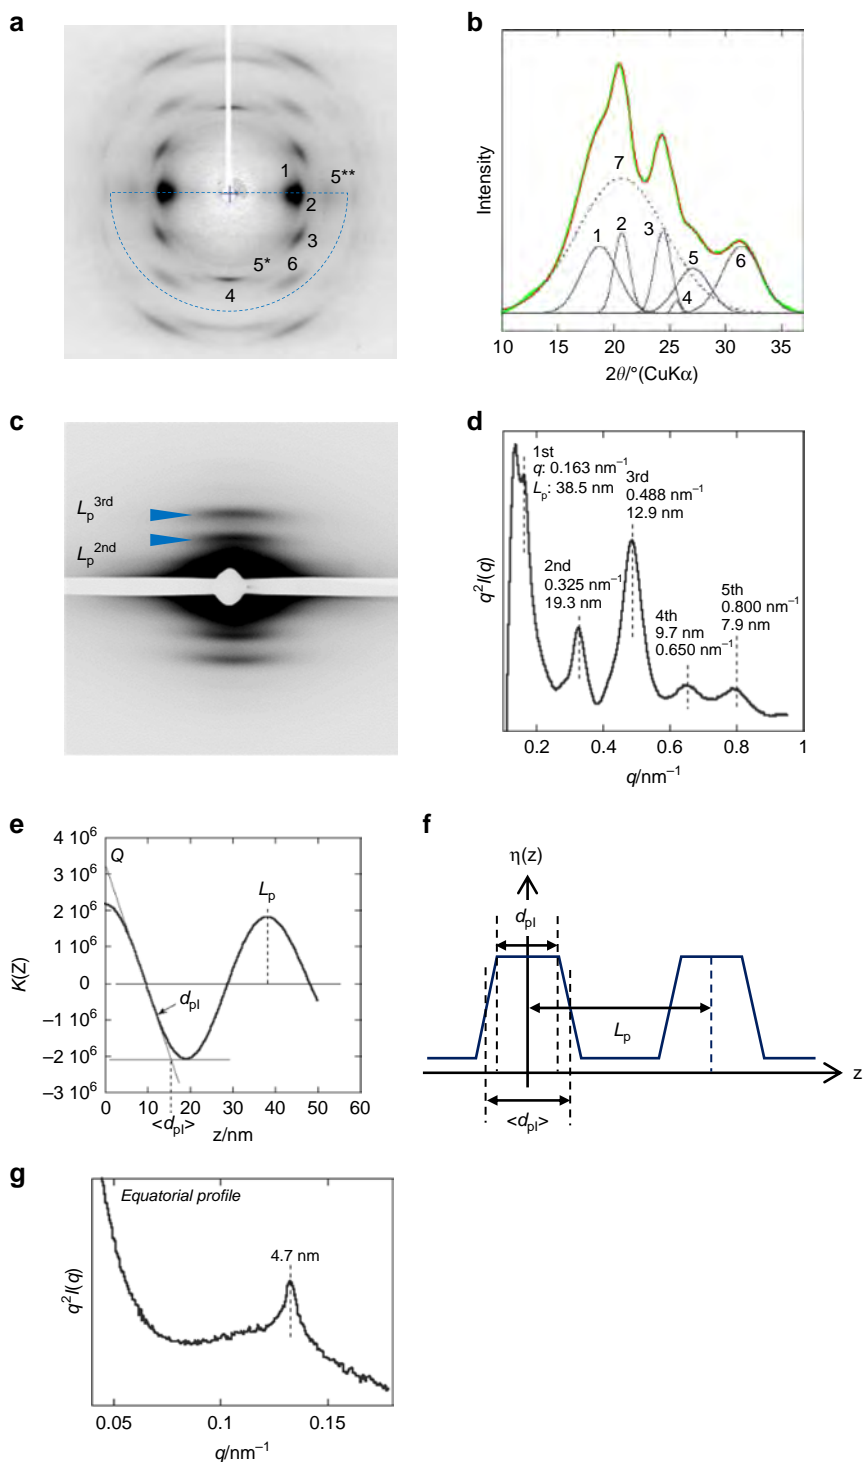 a
1
5**
2
3
5*
6
4
b
Intensity
7
1
2
3
5
4
6
10
15
20
25
30
35
2θ/°(CuKα)
c
Lp3rd
Lp2nd
d
1st
q: 0.163 nm–1
Lp: 38.5 nm
3rd
0.488 nm–1
12.9 nm
2nd
0.325 nm–1
19.3 nm
4th
9.7 nm
0.650 nm–1
5th
0.800 nm–1
7.9 nm
q2I(q)
0.2
0.4
0.6
0.8
1
q/nm–1
e
4 106
3 106
2 106
1 106
0
–1 106
–2 106
–3 106
K(Z)
Q
Lp
dpl
0
10
20
30
40
50
60
<dpl>
z/nm
f
η(z)
dpl
Lp
z
<dpl>
g
Equatorial profile
4.7 nm
q2I(q)
0.05
0.1
0.15
q/nm–1